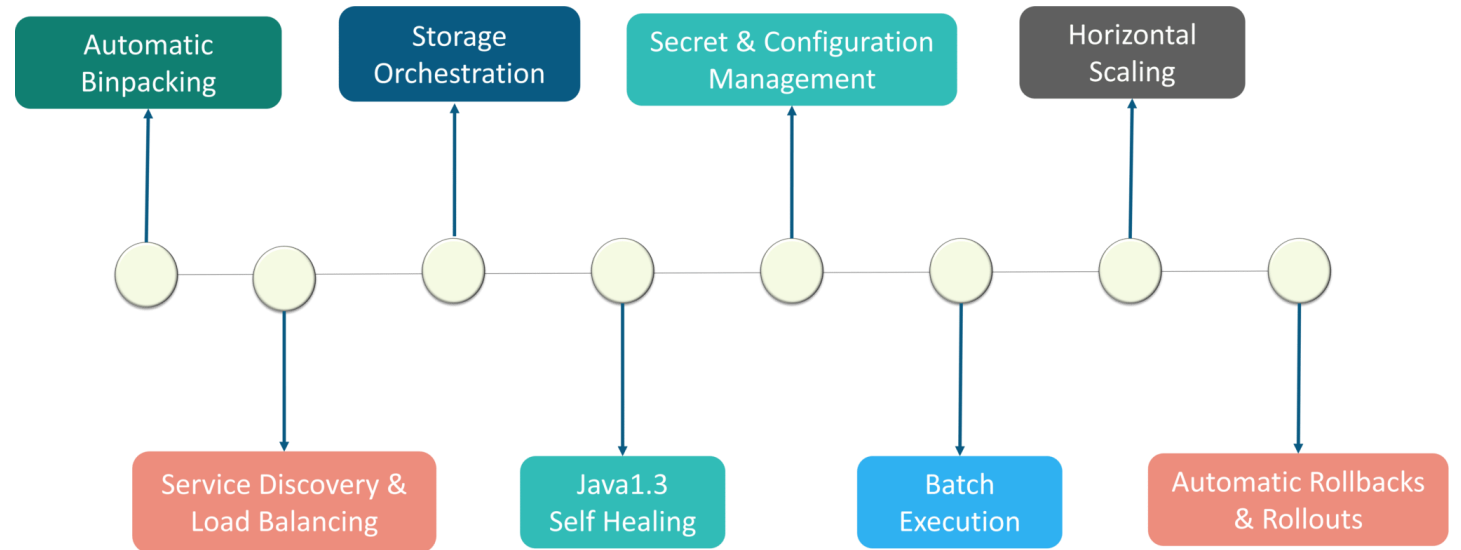 Automatic
Binpacking
Storage
Orchestration
Secret & Configuration
Management
Horizontal
Scaling
Service Discovery &
Load Balancing
Java1.3
Self Healing
Batch
Execution
Automatic Rollbacks
& Rollouts